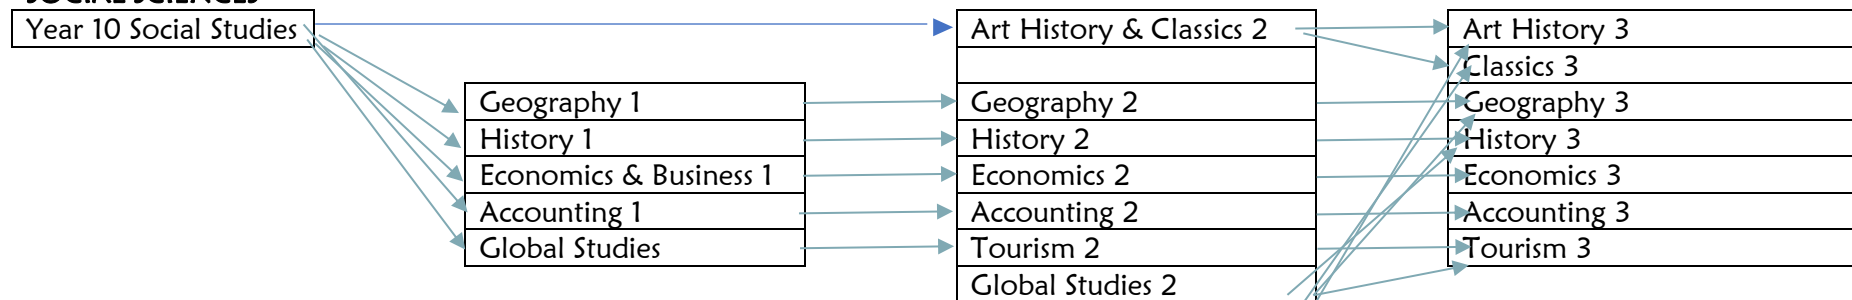 SOCIAL SCIENCES
Year 10 Social Studies
Art History & Classics 2
Art History 3
Classics 3
Geography 1
Geography 2
Geography 3
History 1
History 2
History 3
Economics & Business 1
Economics 2
Economics 3
Accounting 1
Accounting 2
Accounting 3
Global Studies
Tourism 2
Tourism 3
Global Studies 2